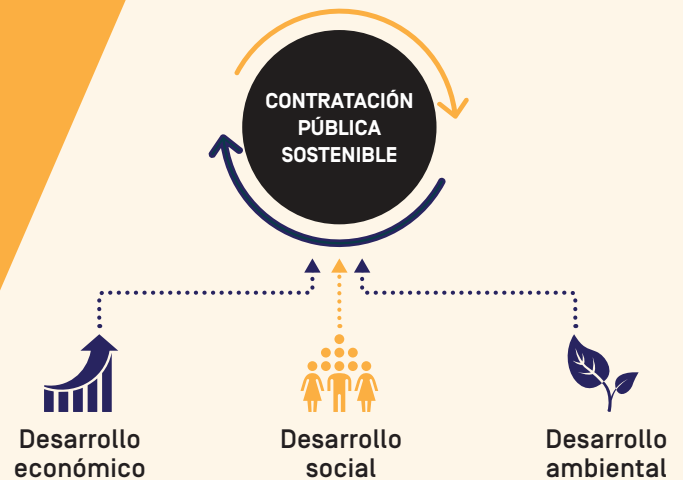 CONTRATACIÓN
PÚBLICA
SOSTENIBLE
Desarrollo
económico
Desarrollo
social
Desarrollo
ambiental